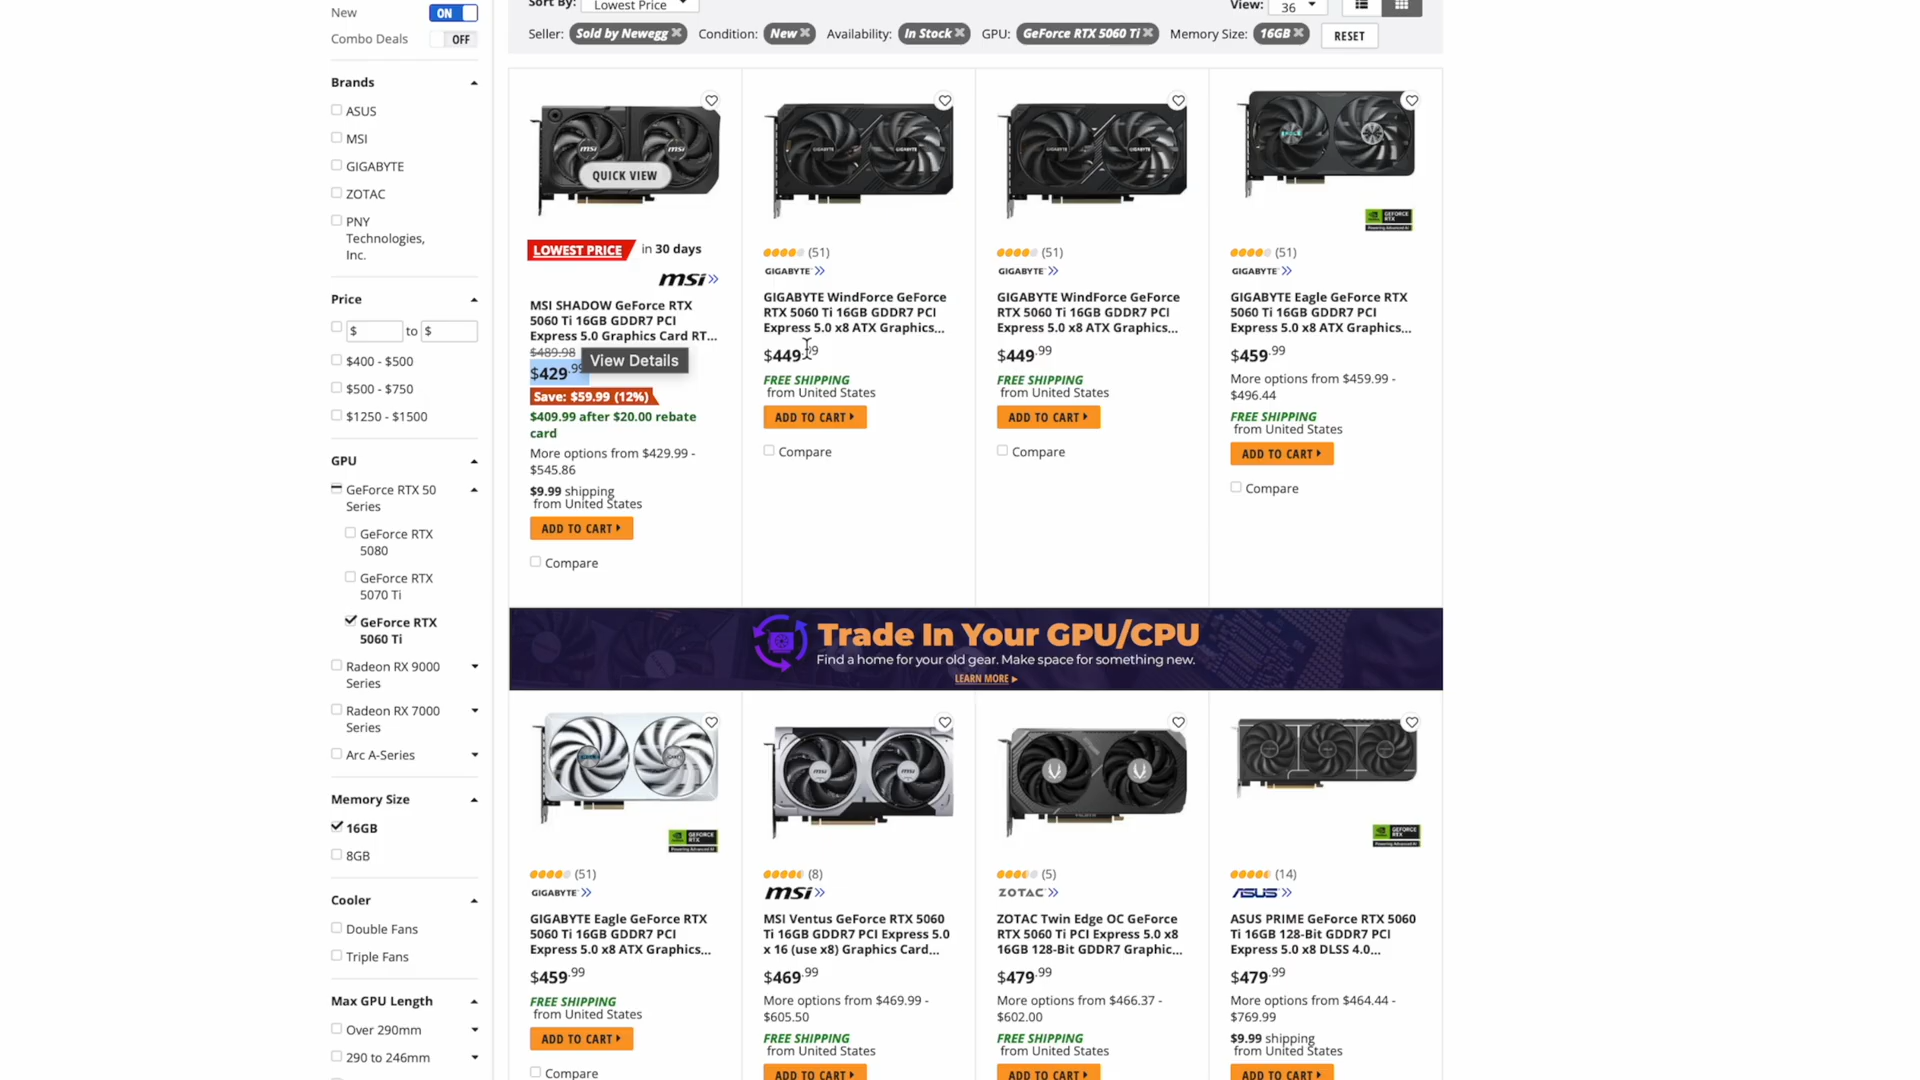 New
ON
Combo Deals
OFF
Brands
ASUS
MSI
GIGABYTE
ZOTAC
PNY
Technologies,
Inc.
Price
$ to $
$400 - $500
$500 - $750
$1250 - $1500
GPU
GeForce RTX 50
Series
GeForce RTX
5080
GeForce RTX
5070 Ti
GeForce RTX
5060 Ti
Radeon RX 9000
Series
Radeon RX 7000
Series
Arc A-Series
Memory Size
16GB
8GB
Cooler
Double Fans
Triple Fans
Max GPU Length
Over 290mm
290 to 246mm
Sort By: Lowest Price
View: 36
Seller: Sold by Newegg Condition: New Availability: In Stock GPU: GeForce RTX 5060 Ti Memory Size: 16GB RESET
QUICK VIEW
LOWEST PRICE in 30 days
msi
MSI SHADOW GeForce RTX
5060 Ti 16GB GDDR7 PCI
Express 5.0 Graphics Card RT...
$489.98
View Details
$429.99
Save: $59.99 (12%)
$409.99 after $20.00 rebate
card
More options from $429.99 -
$545.86
$9.99 shipping
from United States
ADD TO CART
Compare
(51)
GIGABYTE
GIGABYTE WindForce GeForce
RTX 5060 Ti 16GB GDDR7 PCI
Express 5.0 x8 ATX Graphics...
$449.99
FREE SHIPPING
from United States
ADD TO CART
Compare
(51)
GIGABYTE
GIGABYTE WindForce GeForce
RTX 5060 Ti 16GB GDDR7 PCI
Express 5.0 x8 ATX Graphics...
$449.99
FREE SHIPPING
from United States
ADD TO CART
Compare
GEFORCE
RTX
(51)
GIGABYTE
GIGABYTE Eagle GeForce RTX
5060 Ti 16GB GDDR7 PCI
Express 5.0 x8 ATX Graphics...
$459.99
More options from $459.99 -
$496.44
FREE SHIPPING
from United States
ADD TO CART
Compare
Trade In Your GPU/CPU
Find a home for your old gear. Make space for something new.
LEARN MORE
GEFORCE
RTX
(51)
GIGABYTE
GIGABYTE Eagle GeForce RTX
5060 Ti 16GB GDDR7 PCI
Express 5.0 x8 ATX Graphics...
$459.99
FREE SHIPPING
from United States
ADD TO CART
Compare
(8)
msi
MSI Ventus GeForce RTX 5060
Ti 16GB GDDR7 PCI Express 5.0
x 16 (use x8) Graphics Card...
$469.99
More options from $469.99 -
$605.50
FREE SHIPPING
from United States
ADD TO CART
(5)
ZOTAC
ZOTAC Twin Edge OC GeForce
RTX 5060 Ti PCI Express 5.0 x8
16GB 128-Bit GDDR7 Graphic...
$479.99
More options from $466.37 -
$602.00
FREE SHIPPING
from United States
ADD TO CART
GEFORCE
RTX
(14)
ASUS
ASUS PRIME GeForce RTX 5060
Ti 16GB 128-Bit GDDR7 PCI
Express 5.0 x8 DLSS 4.0...
$479.99
More options from $464.44 -
$769.99
$9.99 shipping
from United States
ADD TO CART